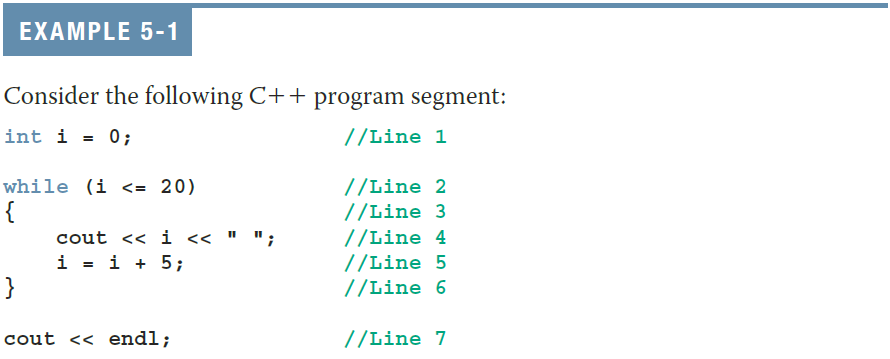 EXAMPLE 5-1
Consider the following C++ program segment:
int i = 0; //Line 1
while (i <= 20) //Line 2
{ //Line 3
cout << i << " "; //Line 4
i = i + 5; //Line 5
} //Line 6
cout << endl; //Line 7